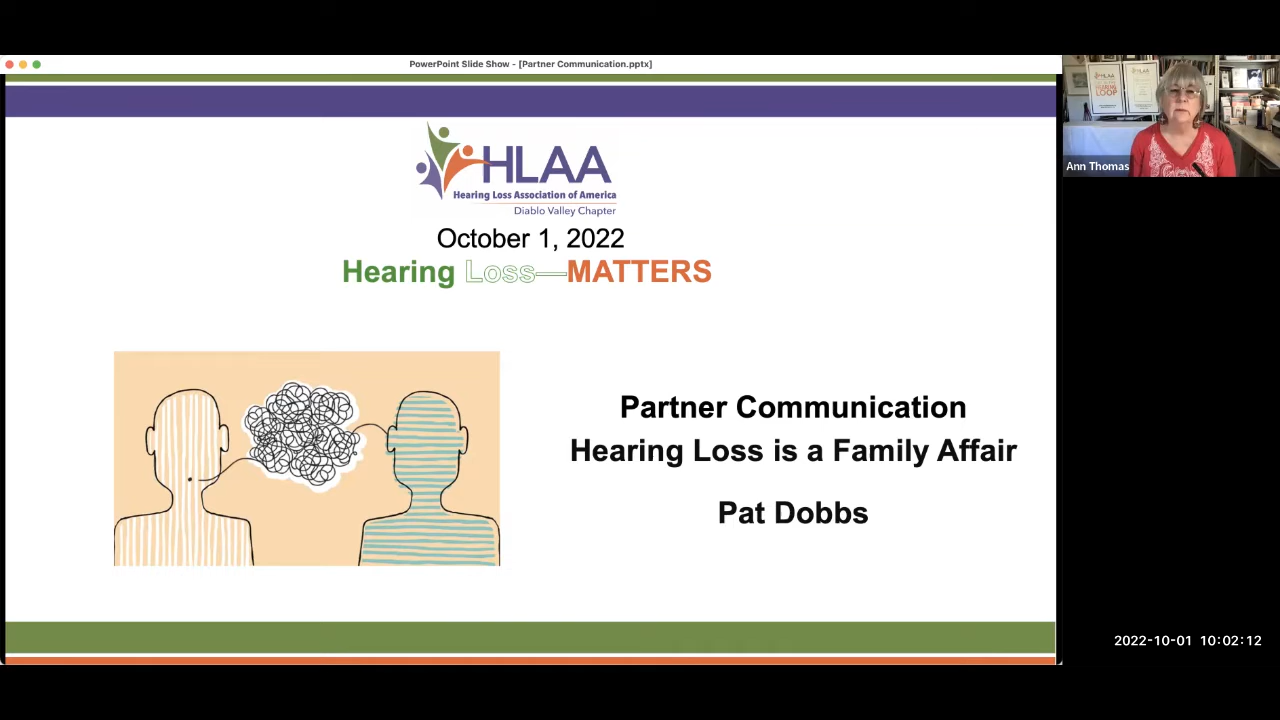 PowerPoint Slide Show - [Partner Communication.pptx]
HLAA
Hearing Loss Association of America
Diablo Valley Chapter
October 1, 2022
Hearing Loss—MATTERS
Partner Communication
Hearing Loss is a Family Affair
Pat Dobbs
HLAA
LOOP
Ann Thomas
2022-10-01 10:02:12